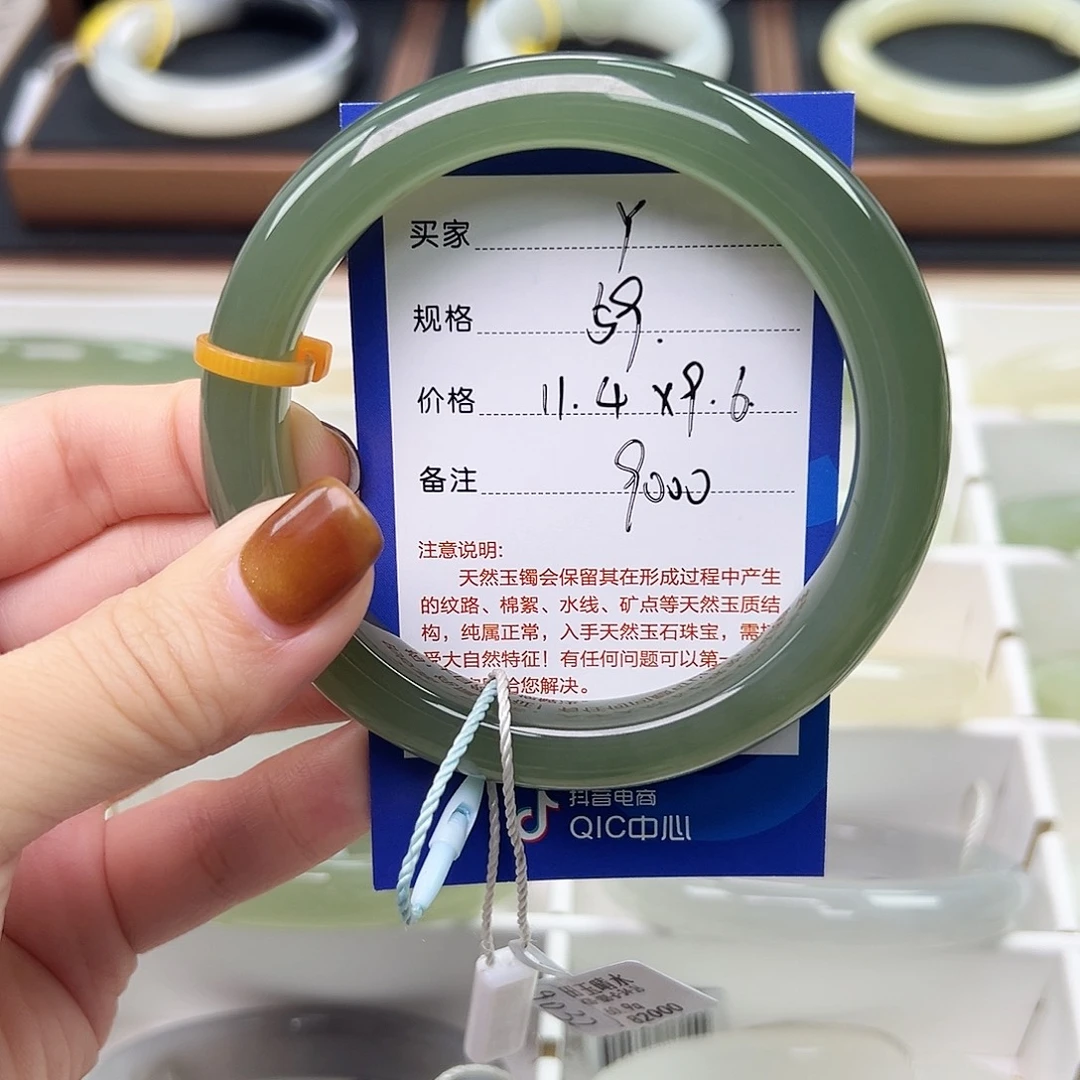 买家 Y
规格 59.
价格 11.4 x 9.6
备注 9000
注意说明:
天然玉镯会保留其在形成过程中产生
的纹路、棉絮、水线、矿点等天然玉质结
构，纯属正常，入手天然玉石珠宝，需
受大自然特征！有任何问题可以第一
给您解决。
抖音电商
QIC中心
82000